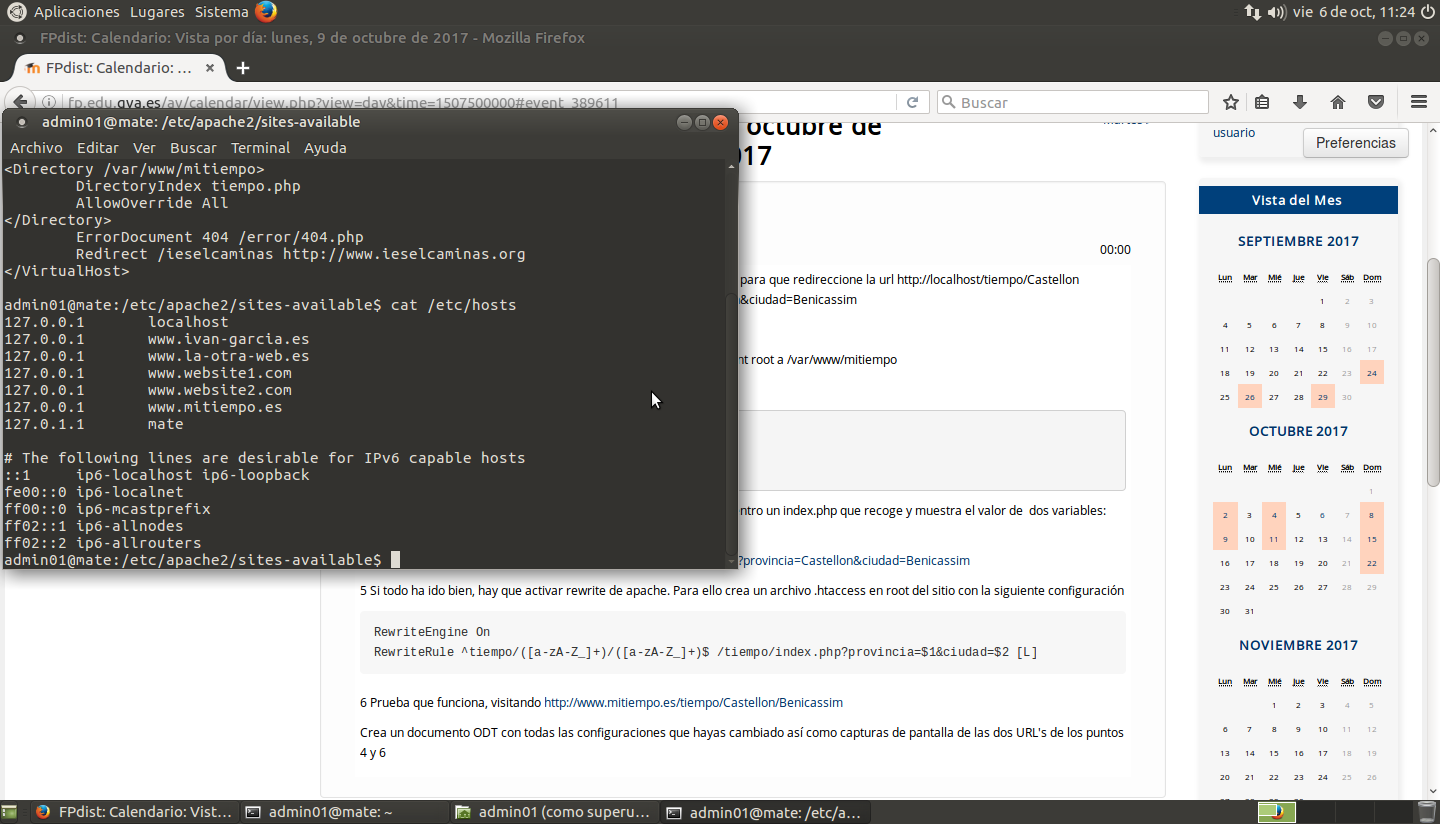 Aplicaciones Lugares Sistema
vie 6 de oct, 11:24
FPdist: Calendario: Vista por día: lunes, 9 de octubre de 2017 - Mozilla Firefox
FPdist: Calendario: ...
fp.edu.gva.es/av/calendar/view.php?view=day&time=1507500000#event_389611
Buscar
admin01@mate: /etc/apache2/sites-available
Archivo Editar Ver Buscar Terminal Ayuda
<Directory /var/www/mitiempo>
DirectoryIndex tiempo.php
AllowOverride All
</Directory>
ErrorDocument 404 /error/404.php
Redirect /ieselcaminas http://www.ieselcaminas.org
</VirtualHost>
admin01@mate:/etc/apache2/sites-available$ cat /etc/hosts
127.0.0.1 localhost
127.0.0.1 www.ivan-garcia.es
127.0.0.1 www.la-otra-web.es
127.0.0.1 www.website1.com
127.0.0.1 www.website2.com
127.0.0.1 www.mitiempo.es
127.0.1.1 mate
# The following lines are desirable for IPv6 capable hosts
::1 ip6-localhost ip6-loopback
fe00::0 ip6-localnet
ff00::0 ip6-mcastprefix
ff02::1 ip6-allnodes
ff02::2 ip6-allrouters
admin01@mate:/etc/apache2/sites-available$
octubre de
017
00:00
para que redireccione la url http://localhost/tiempo/Castellon
&ciudad=Benicassim
nt root a /var/www/mitiempo
ntro un index.php que recoge y muestra el valor de dos variables:
?provincia=Castellon&ciudad=Benicassim
5 Si todo ha ido bien, hay que activar rewrite de apache. Para ello crea un archivo .htaccess en root del sitio con la siguiente configuración
RewriteEngine On
RewriteRule ^tiempo/([a-zA-Z_]+)/([a-zA-Z_]+)$ /tiempo/index.php?provincia=$1&ciudad=$2 [L]
6 Prueba que funciona, visitando http://www.mitiempo.es/tiempo/Castellon/Benicassim
Crea un documento ODT con todas las configuraciones que hayas cambiado así como capturas de pantalla de las dos URL's de los puntos
4 y 6
usuario
Preferencias
Vista del Mes
SEPTIEMBRE 2017
Lun Mar Mié Jue Vie Sáb Dom
1 2 3
4 5 6 7 8 9 10
11 12 13 14 15 16 17
18 19 20 21 22 23 24
25 26 27 28 29 30
OCTUBRE 2017
Lun Mar Mié Jue Vie Sáb Dom
1
2 3 4 5 6 7 8
9 10 11 12 13 14 15
16 17 18 19 20 21 22
23 24 25 26 27 28 29
30 31
NOVIEMBRE 2017
Lun Mar Mié Jue Vie Sáb Dom
1 2 3 4 5
6 7 8 9 10 11 12
13 14 15 16 17 18 19
20 21 22 23 24 25 26
FPdist: Calendario: Vist...
admin01@mate: ~
admin01 (como superu...
admin01@mate: /etc/a...